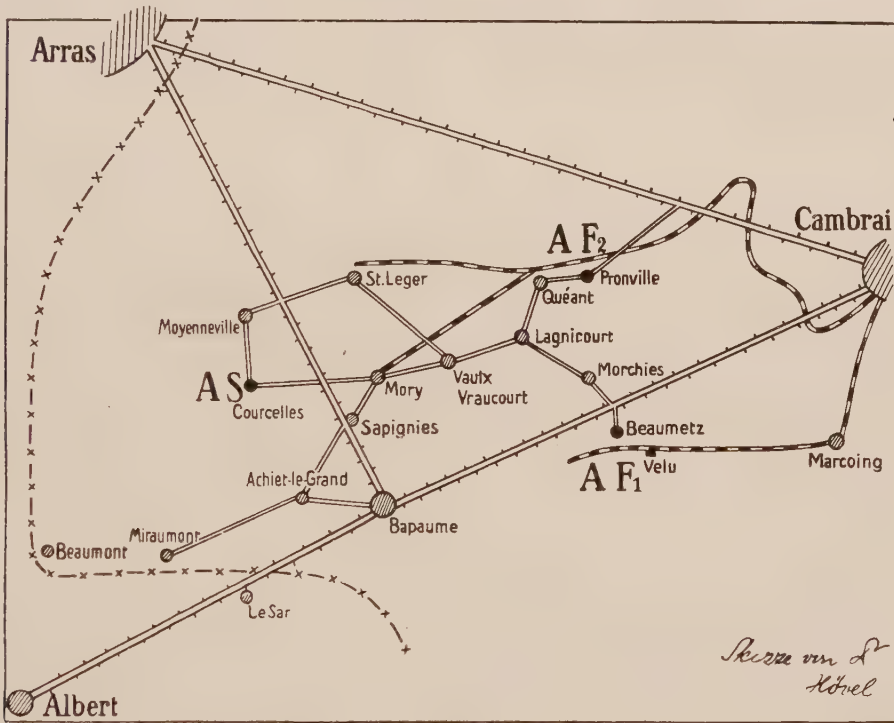 Arras
Cambrai
A F₂
St. Leger
Pronville
Quéant
Moyenneville
Lagnicourt
A S
Courcelles
Mory
Vaulx
Vraucourt
Morchies
Sapignies
Beaumetz
Marcoing
Velu
A F₁
Achiet-le-Grand
Bapaume
Miraumont
Beaumont
Le Sar
Albert
Skizze von
Hövel